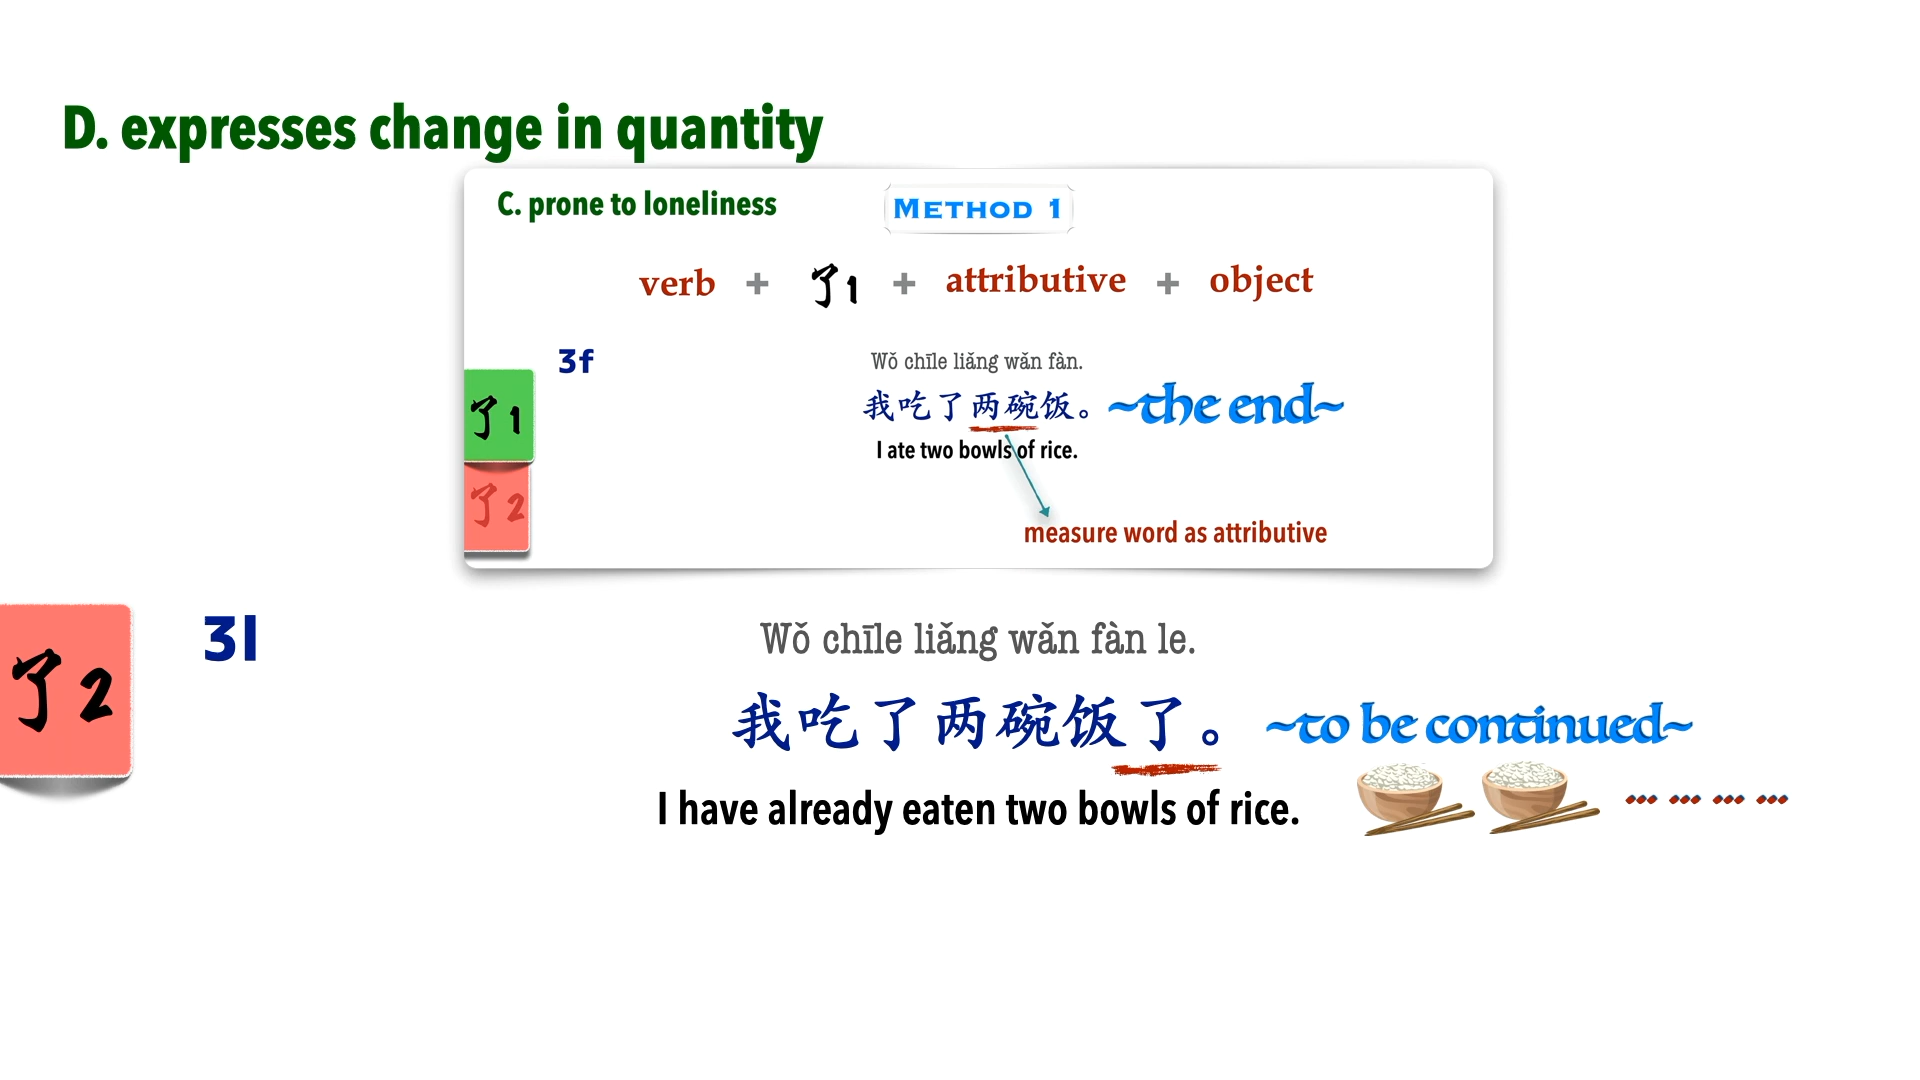 D. expresses change in quantity
C. prone to loneliness
METHOD 1
verb + 了1 + attributive + object
3f
Wǒ chīle liǎng wǎn fàn.
我吃了两碗饭。 ~the end~
I ate two bowls of rice.
了1
了2
measure word as attributive
了2
3l
Wǒ chīle liǎng wǎn fàn le.
我吃了两碗饭了。 ~to be continued~
I have already eaten two bowls of rice.